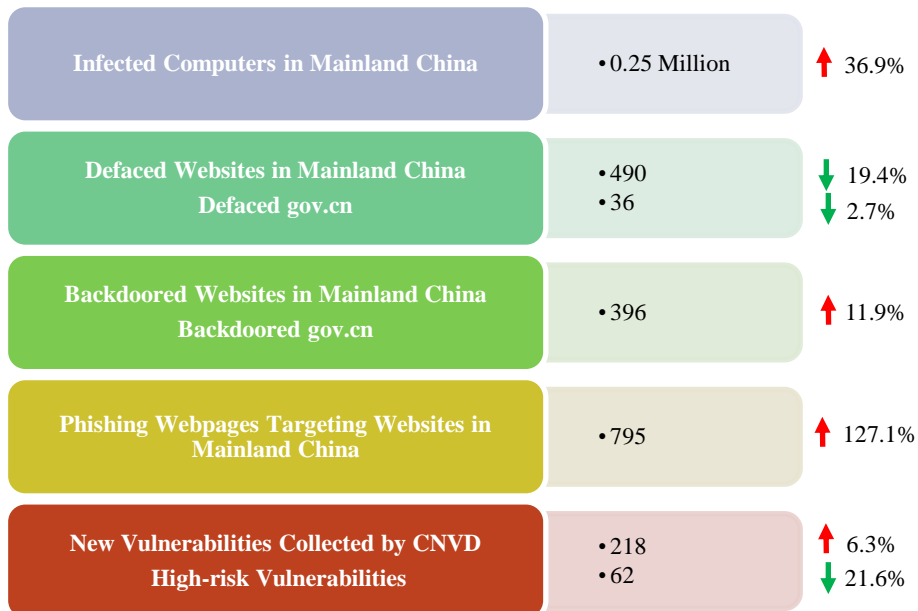 Infected Computers in Mainland China
•0.25 Million
36.9%
Defaced Websites in Mainland China
Defaced gov.cn
•490
•36
19.4%
2.7%
Backdoored Websites in Mainland China
Backdoored gov.cn
•396
11.9%
Phishing Webpages Targeting Websites in
Mainland China
•795
127.1%
New Vulnerabilities Collected by CNVD
High-risk Vulnerabilities
•218
•62
6.3%
21.6%